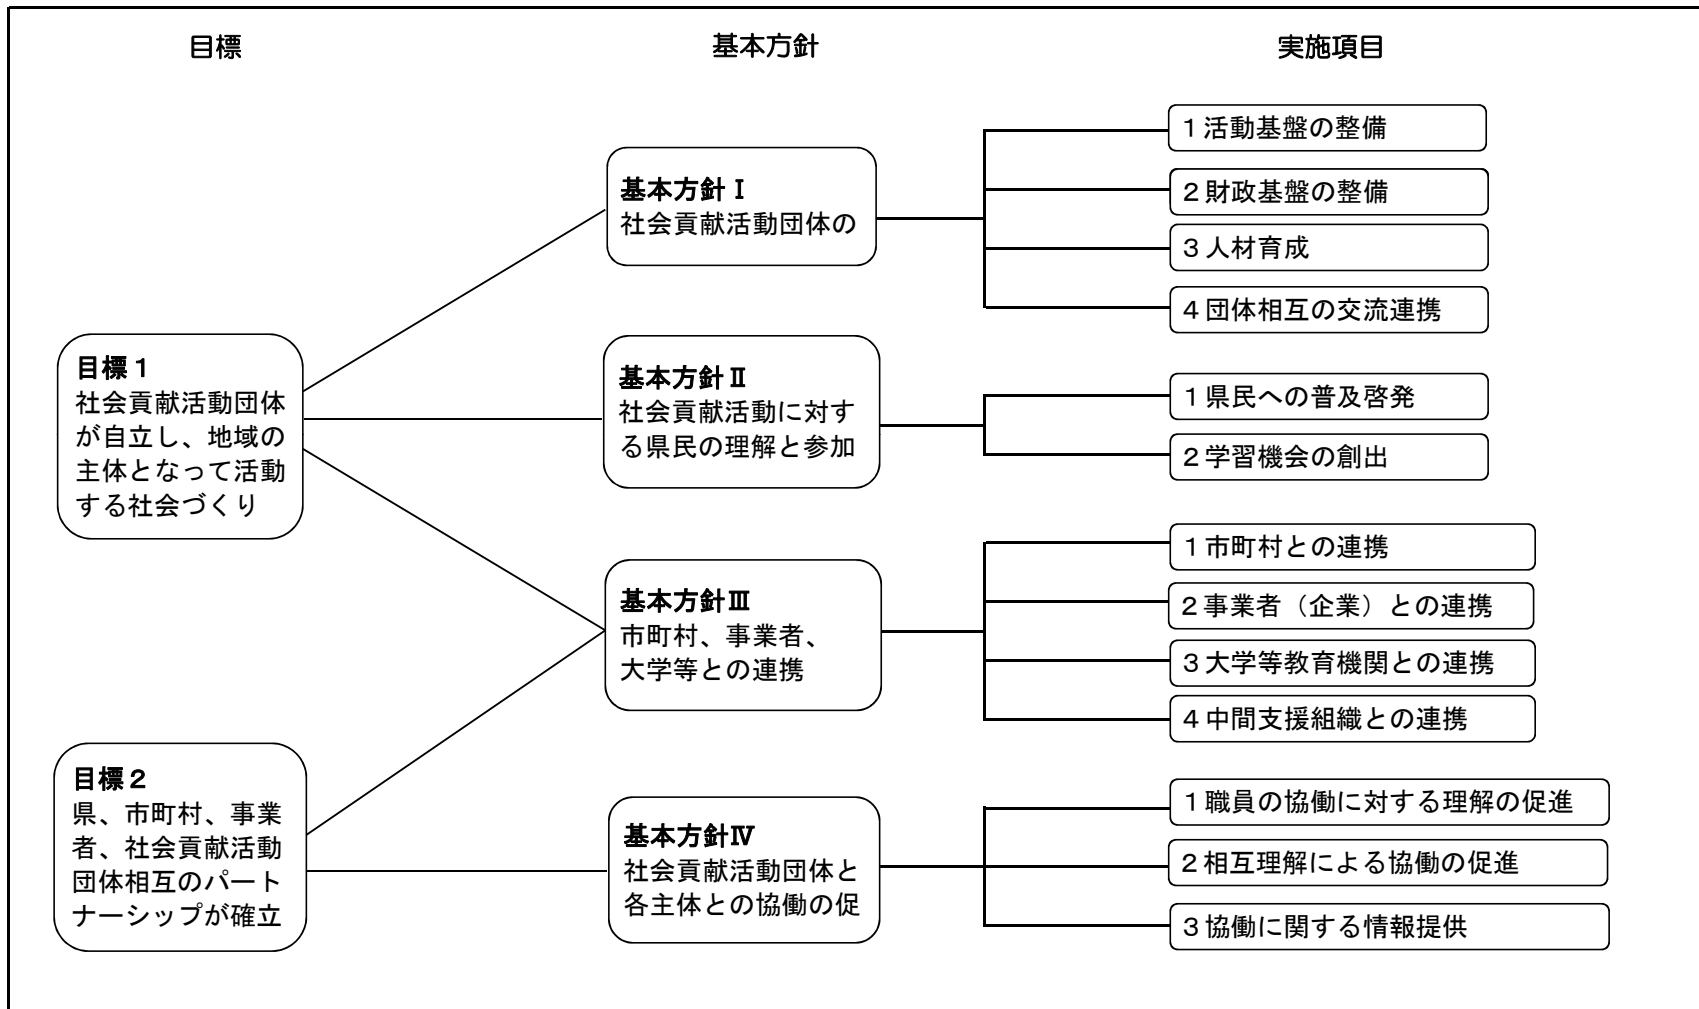 目標
基本方針
実施項目
目標１
社会貢献活動団体
が自立し、地域の
主体となって活動
する社会づくり
目標２
県、市町村、事業
者、社会貢献活動
団体相互のパート
ナーシップが確立
基本方針Ⅰ
社会貢献活動団体の
基本方針Ⅱ
社会貢献活動に対す
る県民の理解と参加
基本方針Ⅲ
市町村、事業者、
大学等との連携
基本方針Ⅳ
社会貢献活動団体と
各主体との協働の促
１活動基盤の整備
２財政基盤の整備
３人材育成
４団体相互の交流連携
１県民への普及啓発
２学習機会の創出
１市町村との連携
２事業者（企業）との連携
３大学等教育機関との連携
４中間支援組織との連携
１職員の協働に対する理解の促進
２相互理解による協働の促進
３協働に関する情報提供